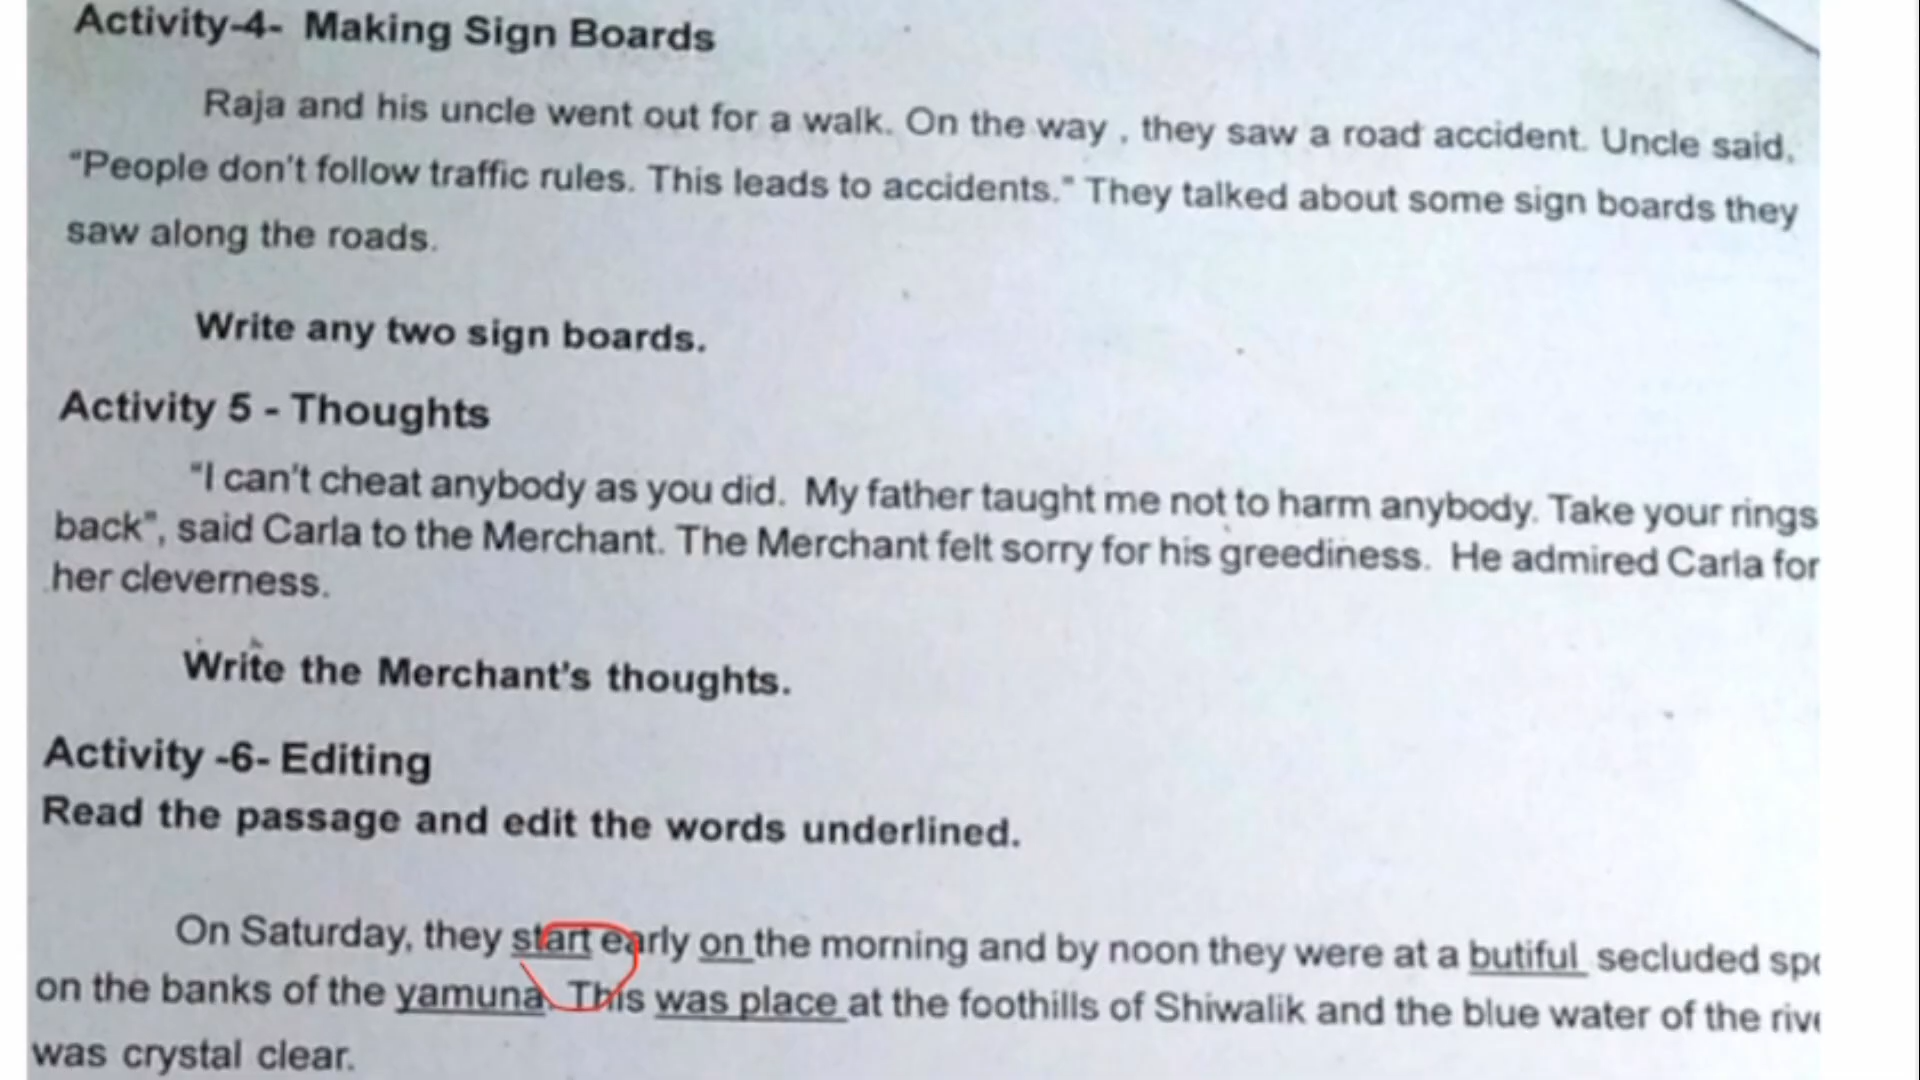 Activity-4- Making Sign Boards
Raja and his uncle went out for a walk. On the way , they saw a road accident. Uncle said,
"People don't follow traffic rules. This leads to accidents." They talked about some sign boards they
saw along the roads.
Write any two sign boards.
Activity 5 - Thoughts
"I can't cheat anybody as you did. My father taught me not to harm anybody. Take your rings
back", said Carla to the Merchant. The Merchant felt sorry for his greediness. He admired Carla for
her cleverness.
Write the Merchant's thoughts.
Activity -6- Editing
Read the passage and edit the words underlined.
On Saturday, they start early on the morning and by noon they were at a butiful secluded
on the banks of the yamuna. This was place at the foothills of Shiwalik and the blue water of the
was crystal clear.